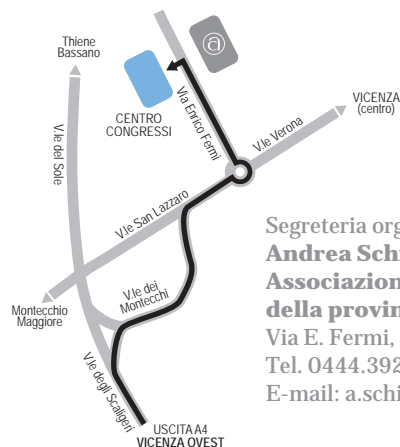 Thiene
Bassano
V.le del Sole
CENTRO
CONGRESSI
a
Via Enrico Fermi
VICENZA
(centro)
V.le Verona
V.le San Lazzaro
Montecchio
Maggiore
V.le dei
Montecchi
V.le degli Scaligeri
USCITA A4
VICENZA OVEST
Segreteria org
Andrea Schi
Associazion
della provin
Via E. Fermi,
Tel. 0444.392
E-mail: a.schi